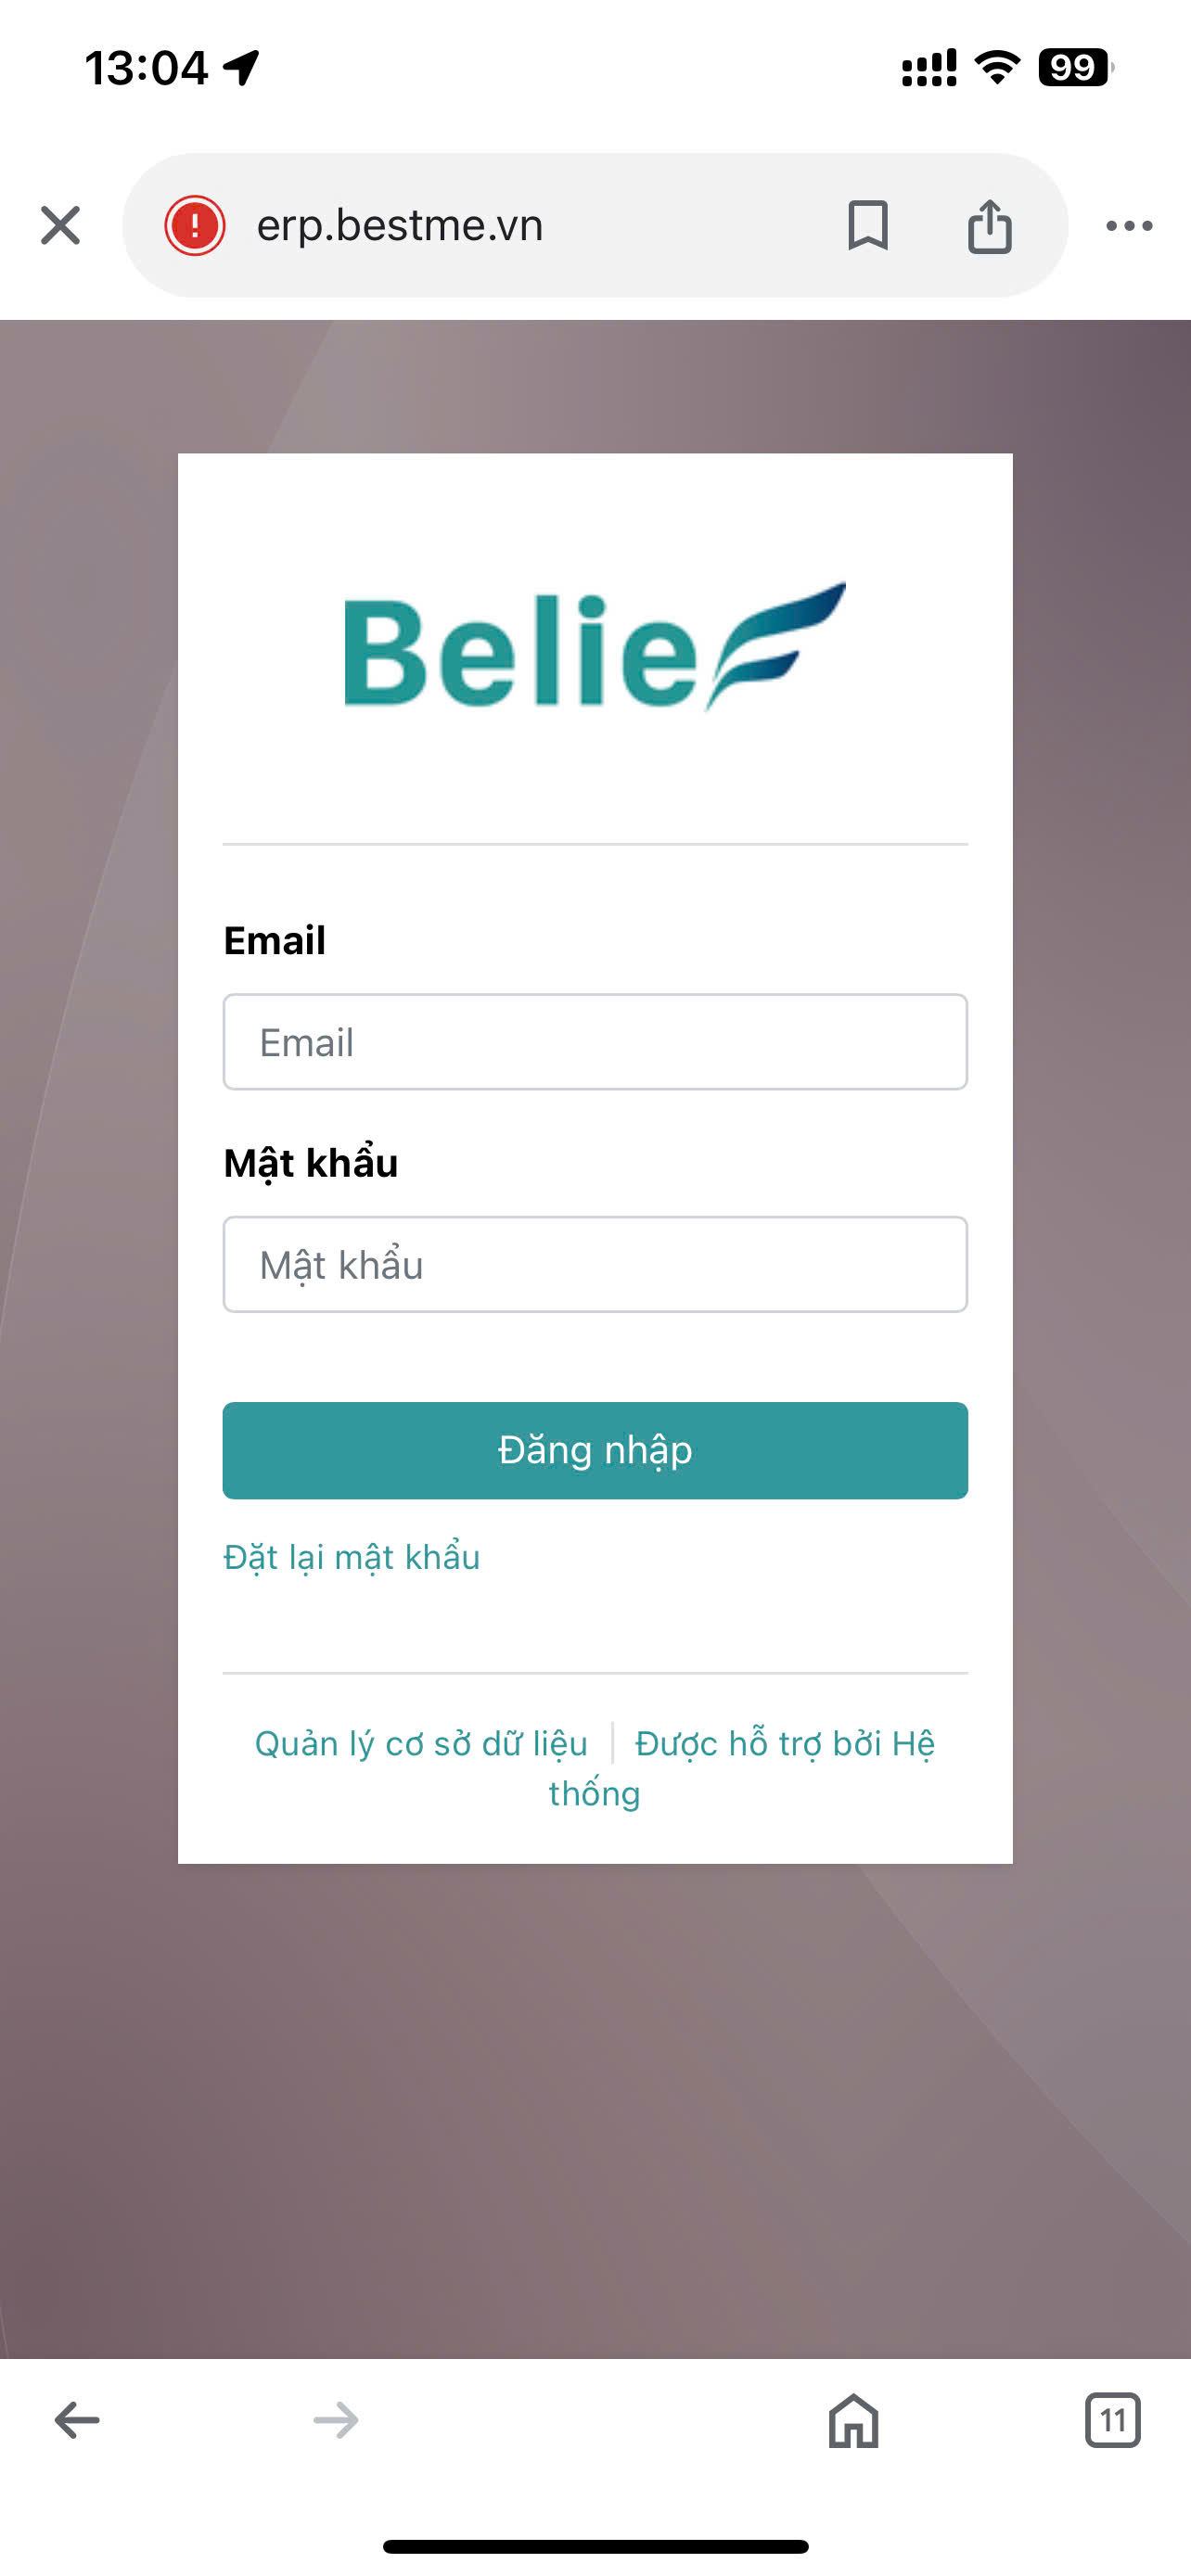 13:04
99
erp.bestme.vn
Belief
Email
Email
Mật khẩu
Mật khẩu
Đăng nhập
Đặt lại mật khẩu
Quản lý cơ sở dữ liệu | Được hỗ trợ bởi Hệ
thống
11